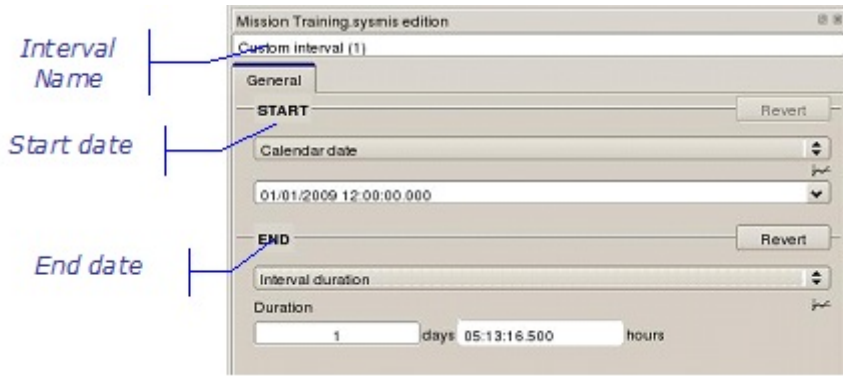 Mission Training.sysmis edition
Interval
Name
Custom interval (1)
General
START
Revert
Start date
Calendar date
01/01/2009 12:00:00.000
END
Revert
End date
Interval duration
Duration
1 days 05:13:16.500 hours